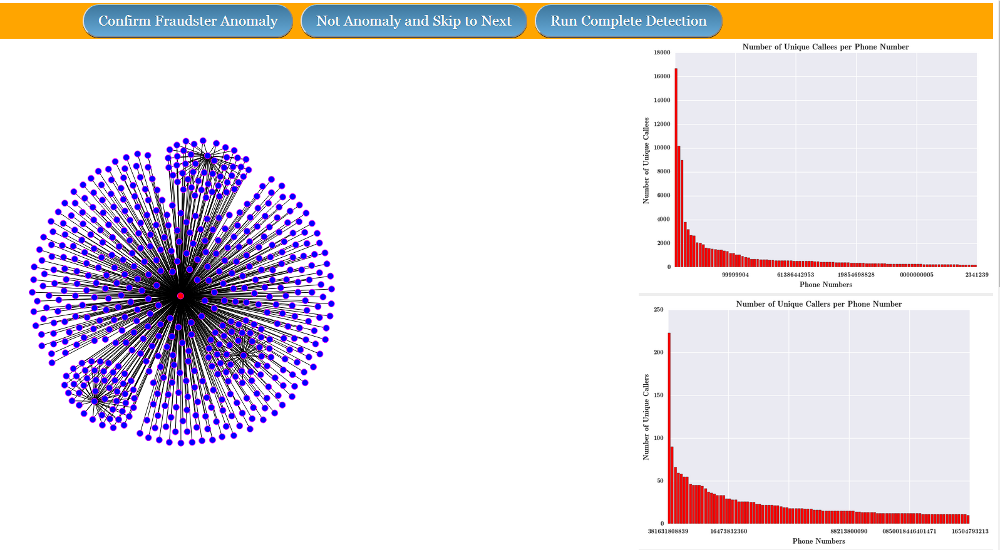 Confirm Fraudster Anomaly
Not Anomaly and Skip to Next
Run Complete Detection
Number of Unique Callees per Phone Number
Number of Unique Callees
18000
16000
14000
12000
10000
8000
6000
4000
2000
0
99999904
61386442953
19854698828
0000000005
2341239
Phone Numbers
Number of Unique Callers per Phone Number
Number of Unique Callers
250
200
150
100
50
0
381631808839
16473832360
88213800090
0850018446401471
16504793213
Phone Numbers